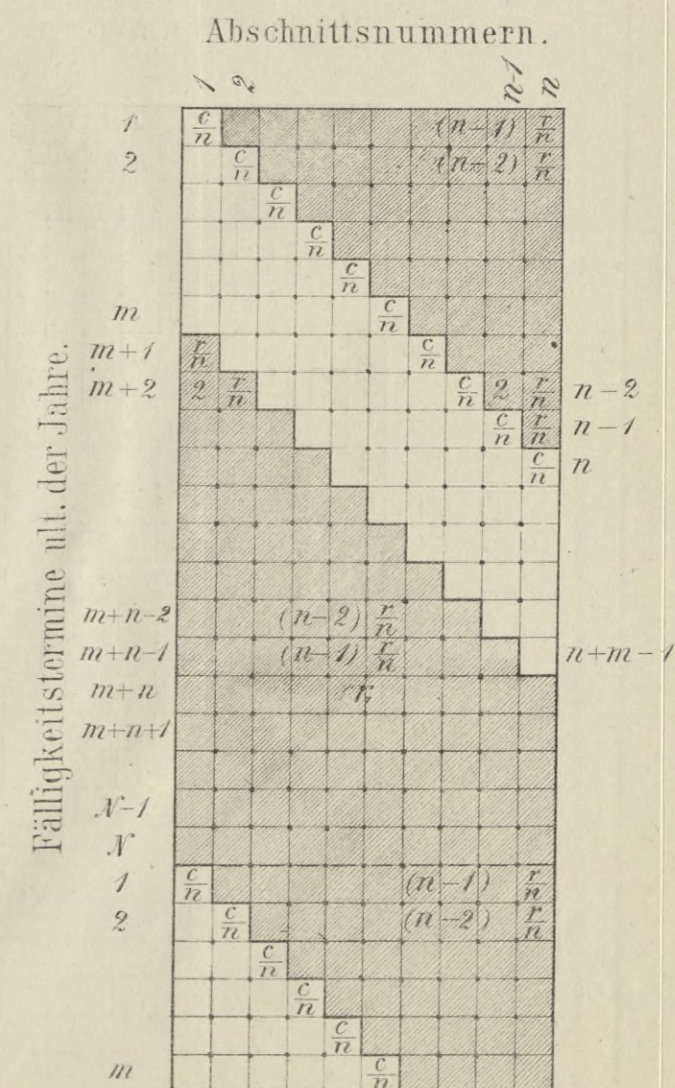 Abschnittsnummern.
1 2 n-1 n
Fälligkeitstermine ult. der Jahre.
1 c/n (n-1) r/n
2 c/n (n-2) r/n
c/n
c/n
c/n
m c/n
m+1 r/n c/n
m+2 2 r/n c/n 2 r/n n-2
c/n r/n n-1
c/n n
m+n-2 (n-2) r/n
m+n-1 (n-1) r/n n+m-1
m+n
m+n+1
N-1
N
1 c/n (n-1) r/n
2 c/n (n-2) r/n
c/n
c/n
c/n
m c/n